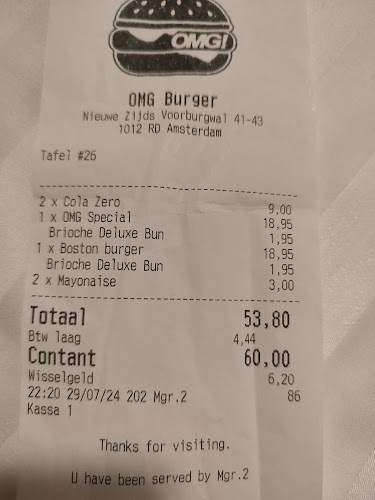 OMG!
OMG Burger
Nieuwe Zijds Voorburgwal 41-43
1012 RD Amsterdam
Tafel #26
2 x Cola Zero 9,00
1 x OMG Special 18,95
Brioche Deluxe Bun 1,95
1 x Boston burger 18,95
Brioche Deluxe Bun 1,95
2 x Mayonaise 3,00
Totaal 53,80
Btw laag 4,44
Contant 60,00
Wisselgeld 6,20
22:20 29/07/24 202 Mgr.2 86
Kassa 1
Thanks for visiting.
U have been served by Mgr.2